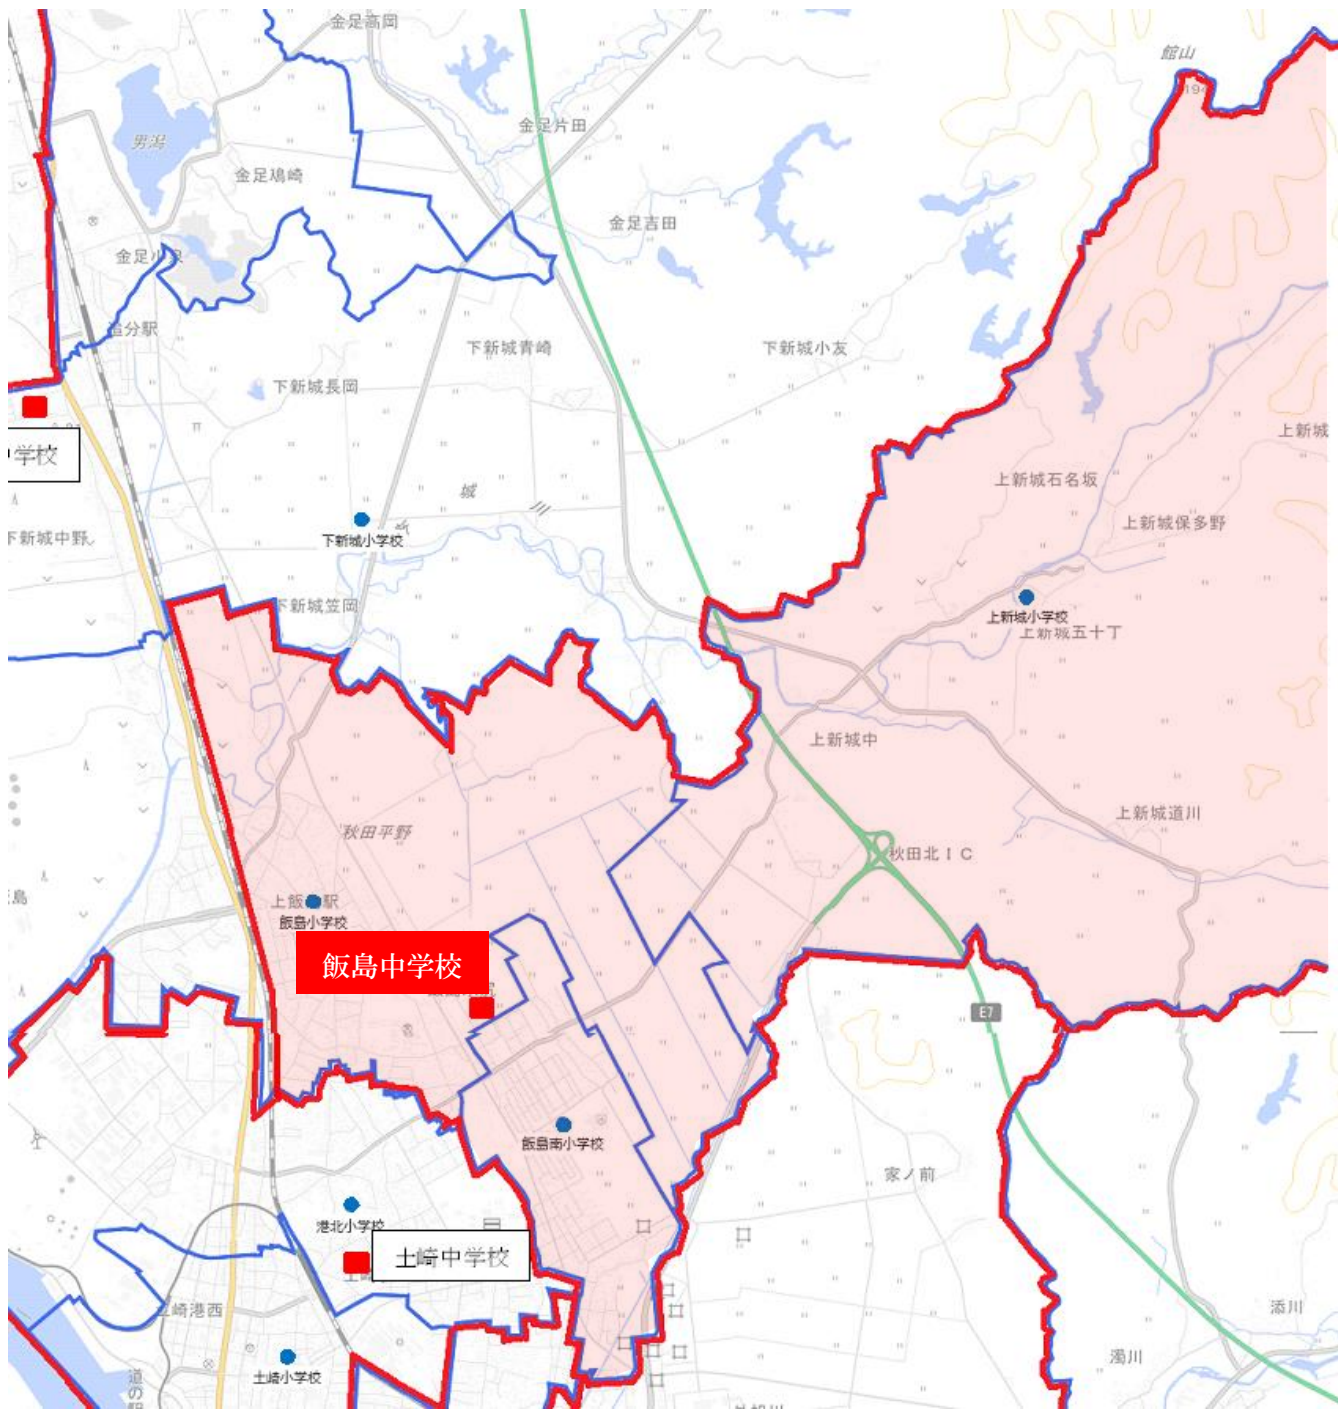 金足高岡
館山
金足片田
男潟
金足鳰崎
金足吉田
追分駅
下新城青崎
下新城小友
下新城長岡
中学校
上新城
上新城石名坂
城
川
上新城保多野
下新城中野
下新城小学校
下新城笠岡
上新城小学校
上新城五十丁
上新城中
上新城道川
秋田平野
秋田北IC
飯島小学校
飯島中学校
E7
飯島南小学校
家ノ前
港北小学校
土崎中学校
土崎港西
添川
濁川
土崎小学校
道の駅